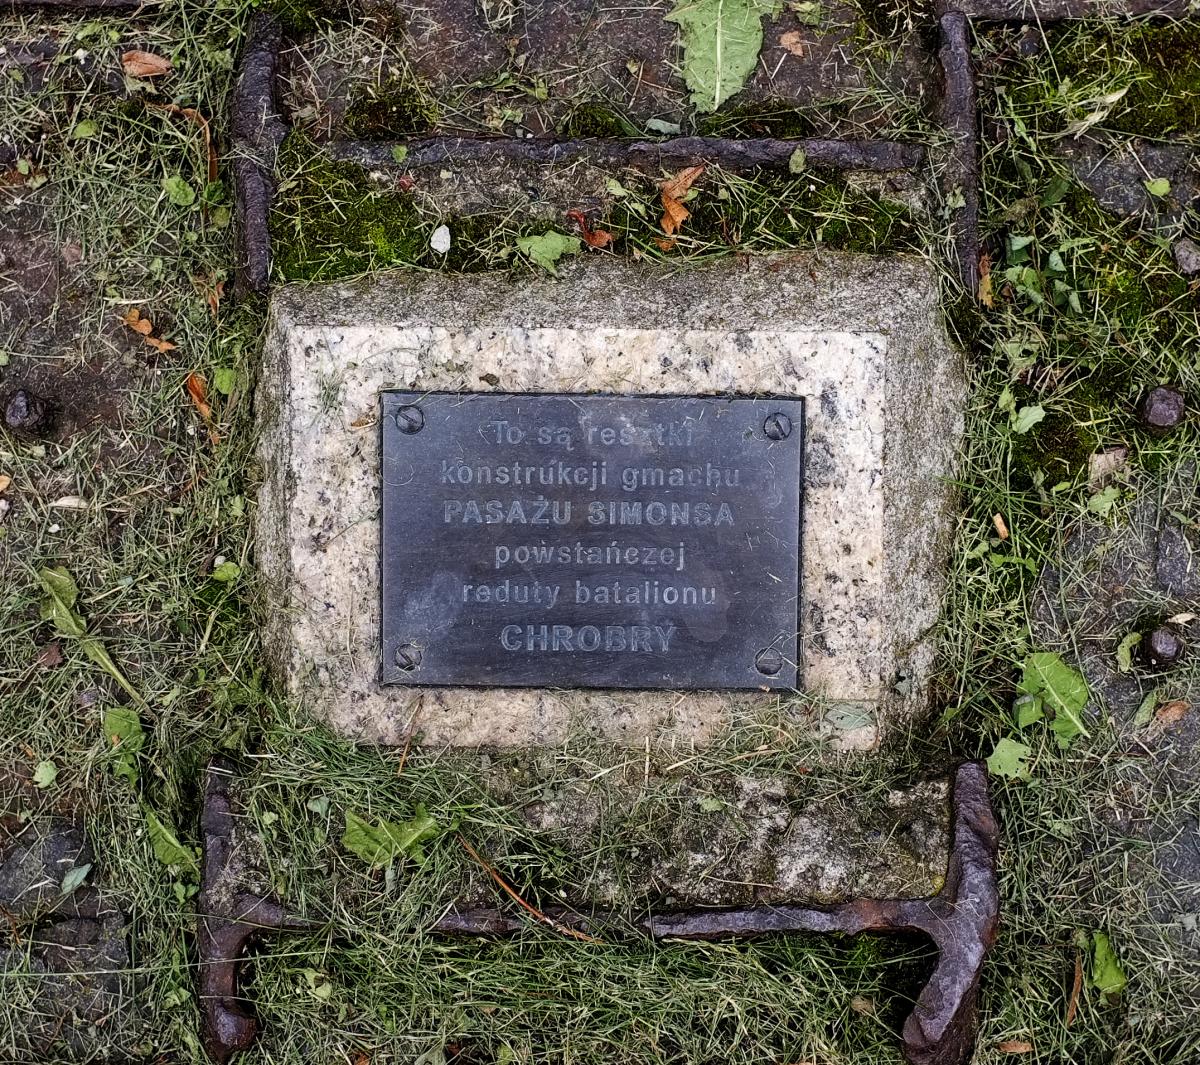 To są resztki
konstrukcji gmachu
PASAŻU SIMONSA
powstańczej
reduty batalionu
CHROBRY